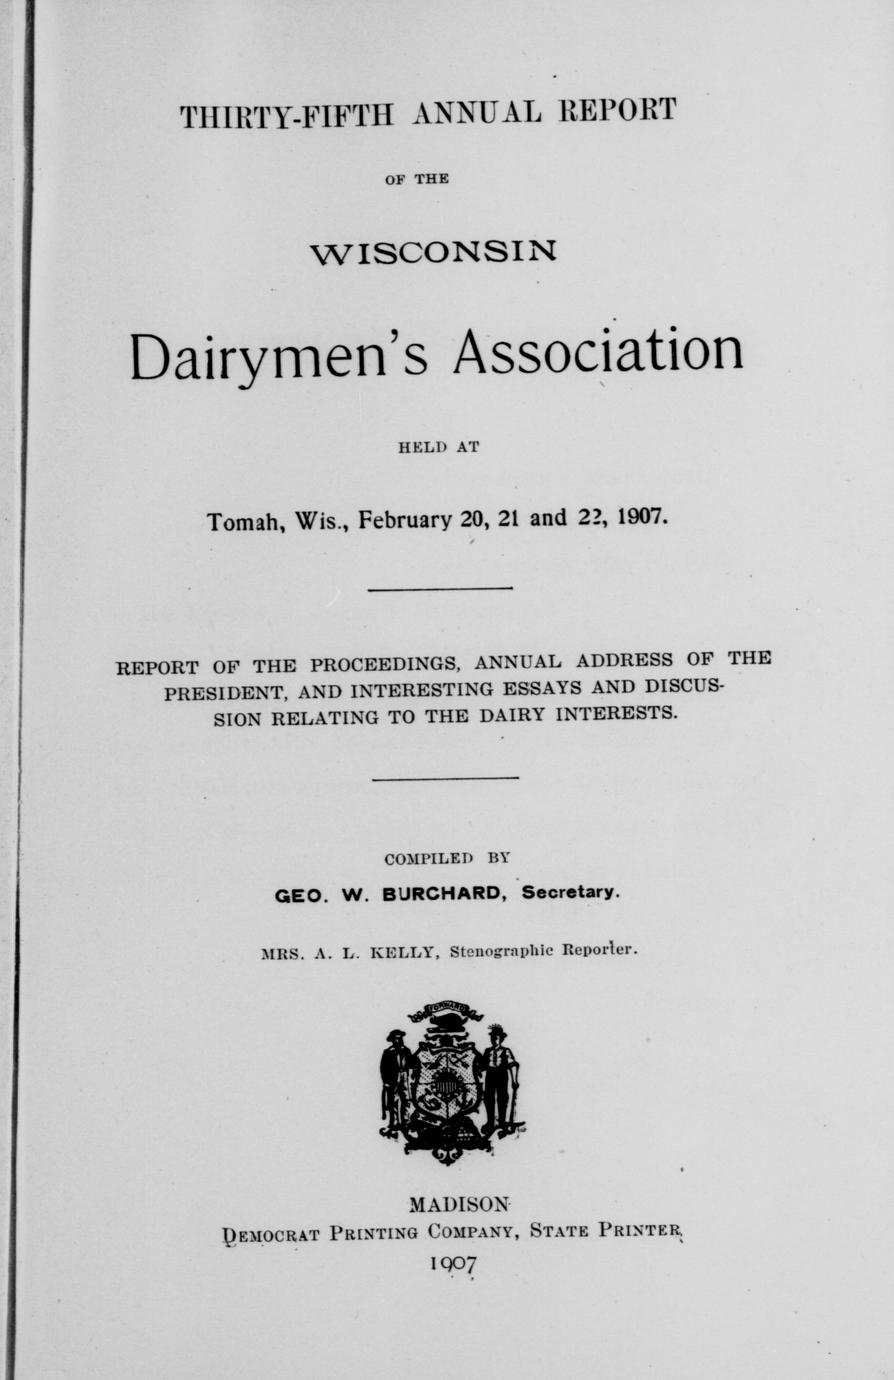 THIRTY-FIFTH ANNUAL REPORT
OF THE
WISCONSIN
Dairymen's Association
HELD AT
Tomah, Wis., February 20, 21 and 22, 1907.
REPORT OF THE PROCEEDINGS, ANNUAL ADDRESS OF THE
PRESIDENT, AND INTERESTING ESSAYS AND DISCUS-
SION RELATING TO THE DAIRY INTERESTS.
COMPILED BY
GEO. W. BURCHARD, Secretary.
MRS. A. L. KELLY, Stenographic Reporter.
FORWARD
MADISON
DEMOCRAT PRINTING COMPANY, STATE PRINTER,
1907